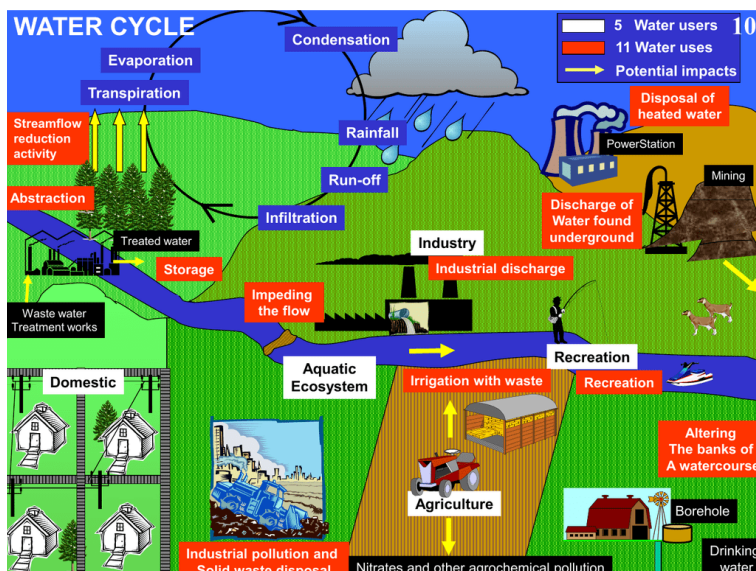 WATER CYCLE
10
5 Water users
11 Water uses
Potential impacts
Condensation
Evaporation
Transpiration
Streamflow
reduction
activity
Rainfall
Run-off
Infiltration
Abstraction
Disposal of
heated water
PowerStation
Mining
Discharge of
Water found
underground
Treated water
Storage
Industry
Industrial discharge
Impeding
the flow
Waste water
Treatment works
Aquatic
Ecosystem
Recreation
Recreation
Domestic
Irrigation with waste
Altering
The banks of
A watercourse
Agriculture
Borehole
Industrial pollution and
Solid waste disposal
Nitrates and other agrochemical pollution
Drinking
water